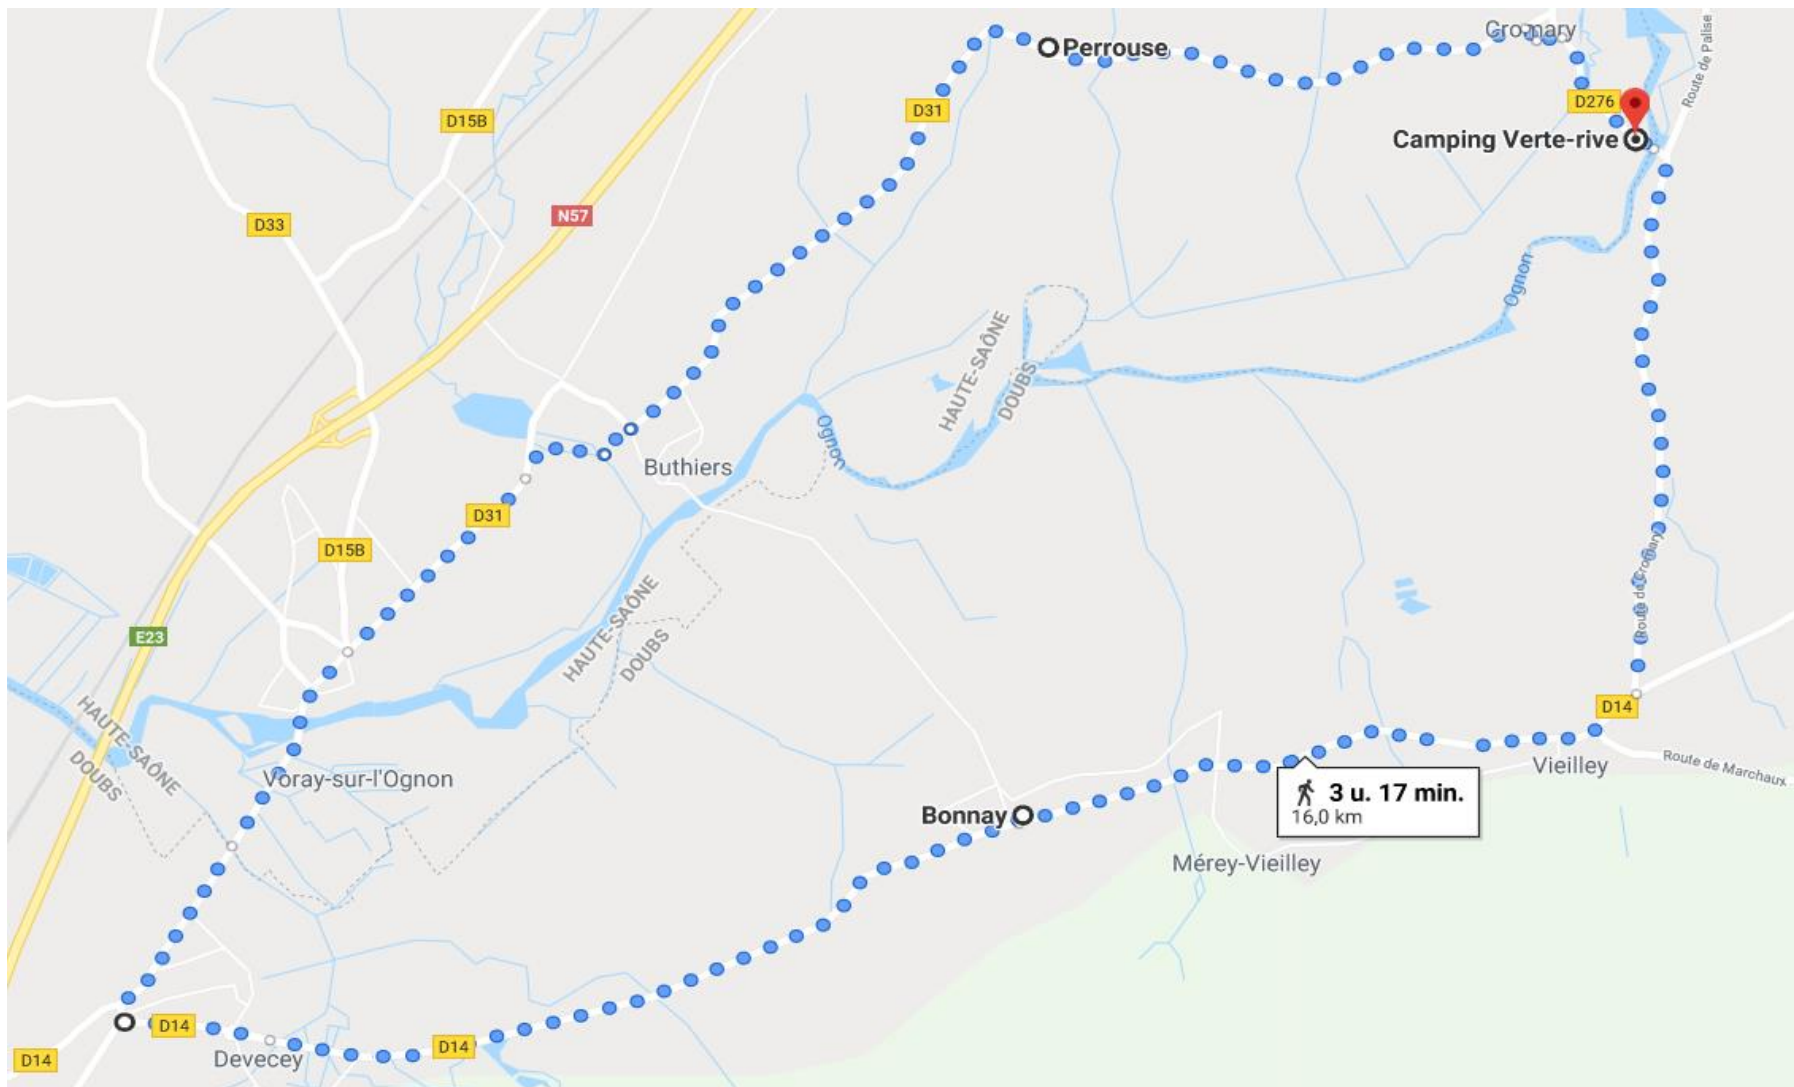 Cromary
Perrouse
Route de Palise
D31
D276
D15B
Camping Verte-rive
N57
D33
Ognon
HAUTE-SAÔNE
DOUBS
Ognon
Buthiers
D31
D15B
HAUTE-SAÔNE
DOUBS
Route de Cromary
E23
HAUTE-SAÔNE
DOUBS
D14
Voray-sur-l'Ognon
Vieilley
Route de Marchaux
3 u. 17 min.
16,0 km
Bonnay
Mérey-Vieilley
D14
D14
D14
Devecey